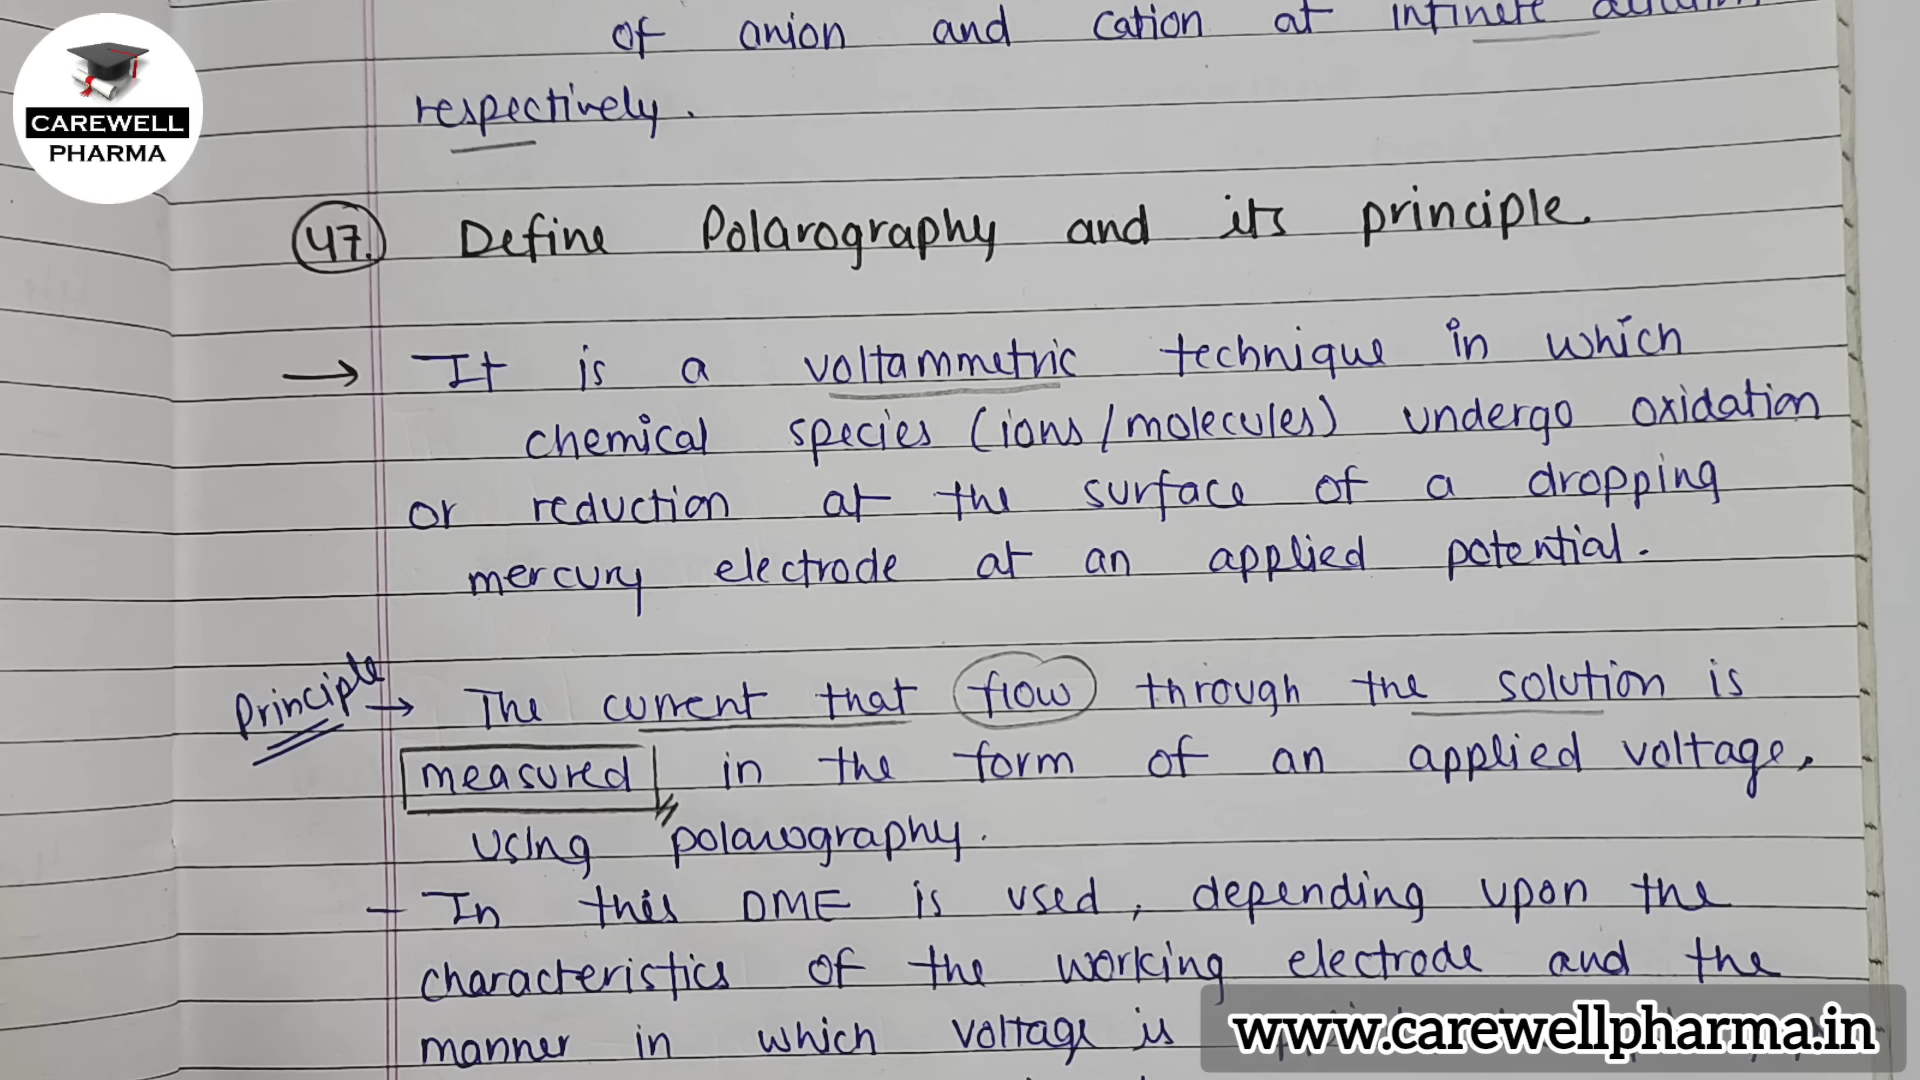 of anion and cation at infinete
respectively.
CAREWELL
PHARMA
47. Define Polarography and its principle.
→ It is a voltammetric technique in which
chemical species (ions/molecules) undergo oxidation
or reduction at the surface of a dropping
mercury electrode at an applied potential.
Principle → The current that flow through the solution is
measured in the form of an applied voltage,
using polarography.
- In this DME is used, depending upon the
characteristics of the working electrode and the
manner in which voltage is
www.carewellpharma.in